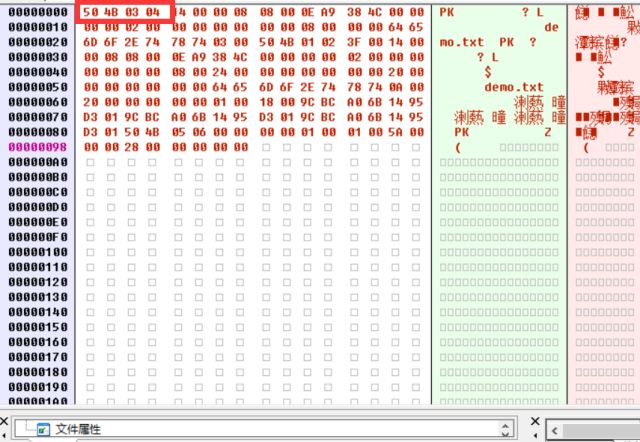 00000000 50 4B 03 04 14 00 00 08 08 00 0E A9 38 4C 00 00 PK ? L
00000010 00 00 02 00 00 00 00 00 00 00 08 00 00 00 64 65 de
00000020 6D 6F 2E 74 78 74 03 00 50 4B 01 02 3F 00 14 00 mo.txt PK ?
00000030 00 08 08 00 0E A9 38 4C 00 00 00 00 02 00 00 00 ? L
00000040 00 00 00 00 08 00 24 00 00 00 00 00 00 00 20 00 $ $
00000050 00 00 00 00 00 00 64 65 6D 6F 2E 74 78 74 0A 00 demo.txt
00000060 20 00 00 00 00 00 01 00 18 00 9C BC A0 6B 14 95
00000070 D3 01 9C BC A0 6B 14 95 D3 01 9C BC A0 6B 14 95
00000080 D3 01 50 4B 05 06 00 00 00 00 01 00 01 00 5A 00 PK Z Z
00000098 00 00 28 00 00 00 00 00 ( (
000000A0
000000B0
000000C0
000000D0
000000E0
000000F0
00000100
00000110
00000120
00000130
00000140
00000150
00000160
00000170
00000180
00000190
000001A0
文件属性